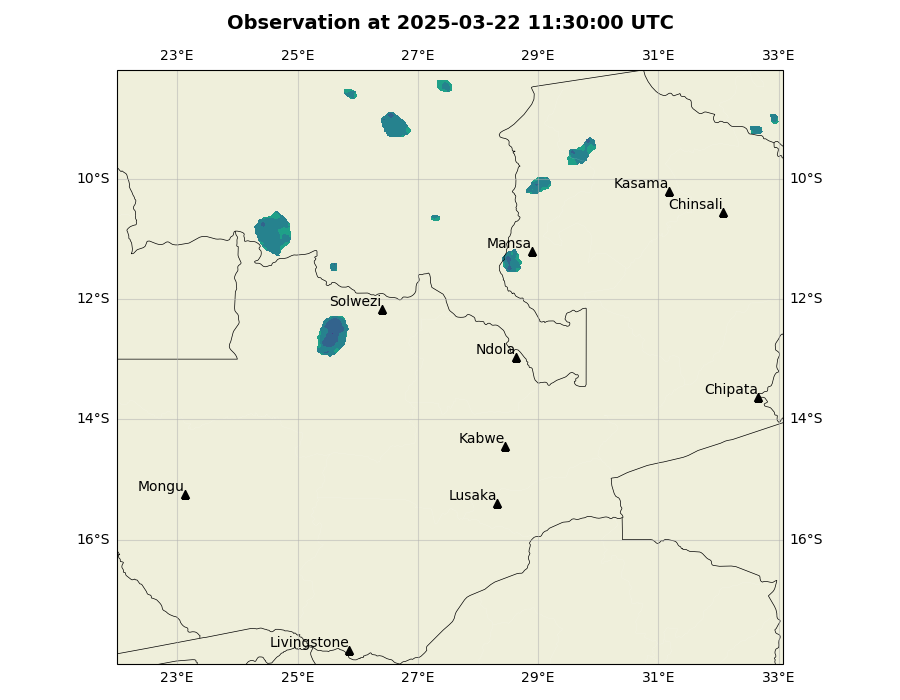 Observation at 2025-03-22 11:30:00 UTC
23°E 25°E 27°E 29°E 31°E 33°E
10°S 10°S
Kasama
Chinsali
Mansa
12°S 12°S
Solwezi
Ndola
Chipata
14°S 14°S
Kabwe
Mongu
Lusaka
16°S 16°S
Livingstone
23°E 25°E 27°E 29°E 31°E 33°E